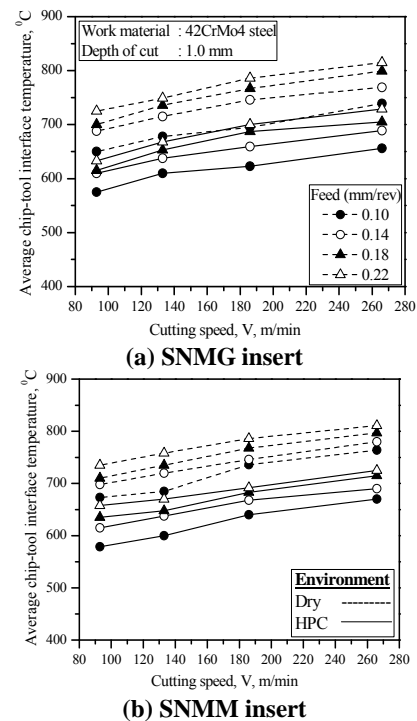 Work material : 42CrMo4 steel
Depth of cut : 1.0 mm
Average chip-tool interface temperature, ⁰C
900
800
700
600
500
400
Feed (mm/rev)
0.10
0.14
0.18
0.22
80 100 120 140 160 180 200 220 240 260 280
Cutting speed, V, m/min
(a) SNMG insert
Average chip-tool interface temperature, ⁰C
900
800
700
600
500
400
Environment
Dry
HPC
80 100 120 140 160 180 200 220 240 260 280
Cutting speed, V, m/min
(b) SNMM insert